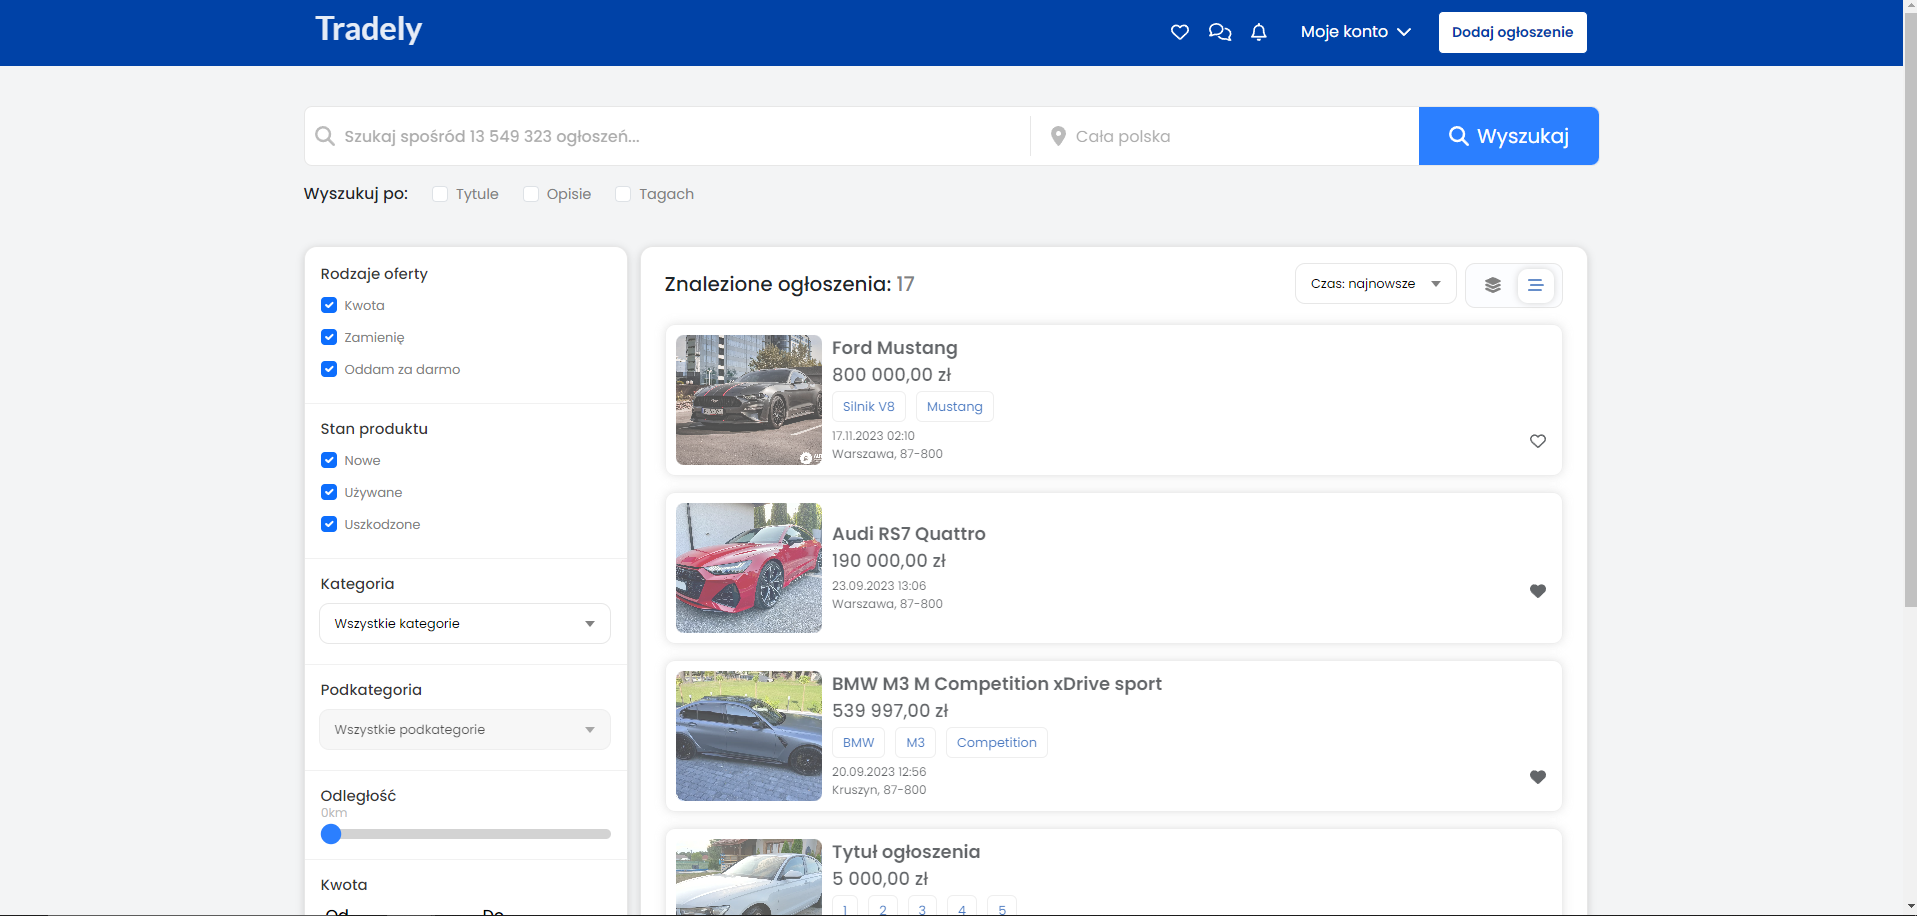 Tradely
Moje konto
Dodaj ogłoszenie
Szukaj spośród 13 549 323 ogłoszeń...
Cała polska
Wyszukaj
Wyszukuj po:
Tytule
Opisie
Tagach
Rodzaje oferty
Kwota
Zamienię
Oddam za darmo
Stan produktu
Nowe
Używane
Uszkodzone
Kategoria
Wszystkie kategorie
Podkategoria
Wszystkie podkategorie
Odległość
0km
Kwota
Od
Do
Znalezione ogłoszenia: 17
Czas: najnowsze
Ford Mustang
800 000,00 zł
Silnik V8
Mustang
17.11.2023 02:10
Warszawa, 87-800
Audi RS7 Quattro
190 000,00 zł
23.09.2023 13:06
Warszawa, 87-800
BMW M3 M Competition xDrive sport
539 997,00 zł
BMW
M3
Competition
20.09.2023 12:56
Kruszyn, 87-800
Tytuł ogłoszenia
5 000,00 zł
1
2
3
4
5